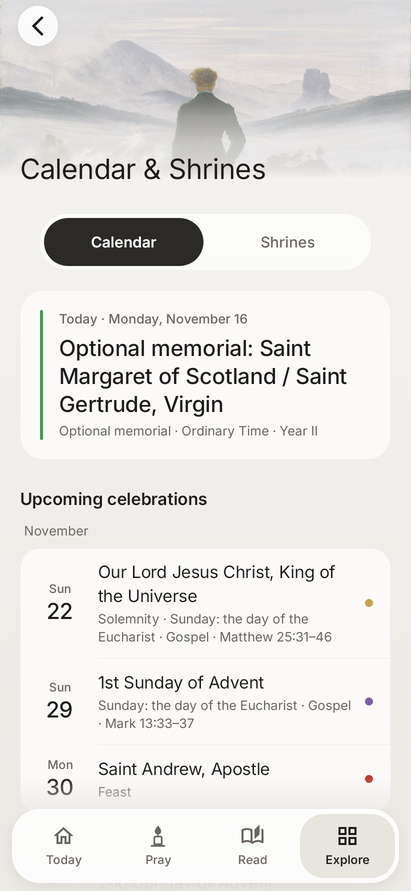 Calendar & Shrines
Calendar
Shrines
Today · Monday, November 16
Optional memorial: Saint
Margaret of Scotland / Saint
Gertrude, Virgin
Optional memorial · Ordinary Time · Year II
Upcoming celebrations
November
Sun
22
Our Lord Jesus Christ, King of
the Universe
Solemnity · Sunday: the day of the
Eucharist · Gospel · Matthew 25:31–46
Sun
29
1st Sunday of Advent
Sunday: the day of the Eucharist · Gospel
· Mark 13:33–37
Mon
30
Saint Andrew, Apostle
Feast
Today
Pray
Read
Explore